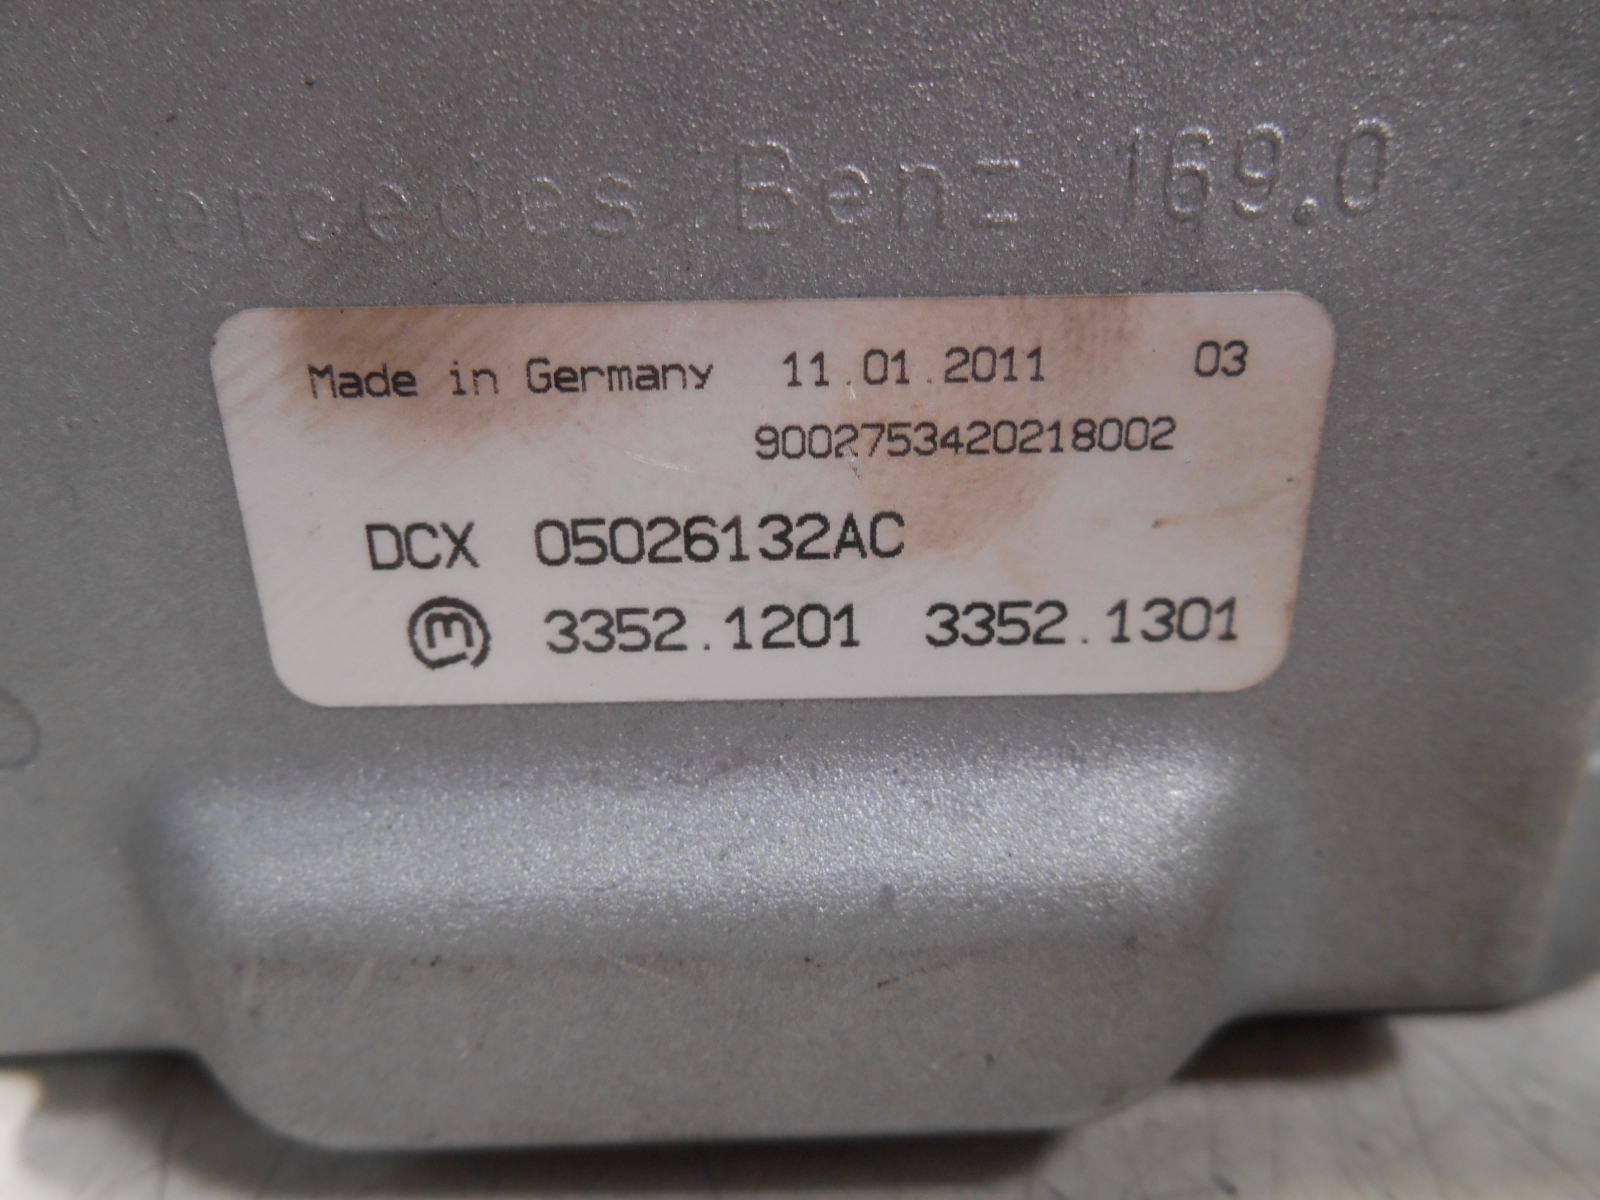 Mercedes Benz 169.0
Made in Germany 11.01.2011 03
9002753420218002
DCX 05026132AC
m 3352.1201 3352.1301